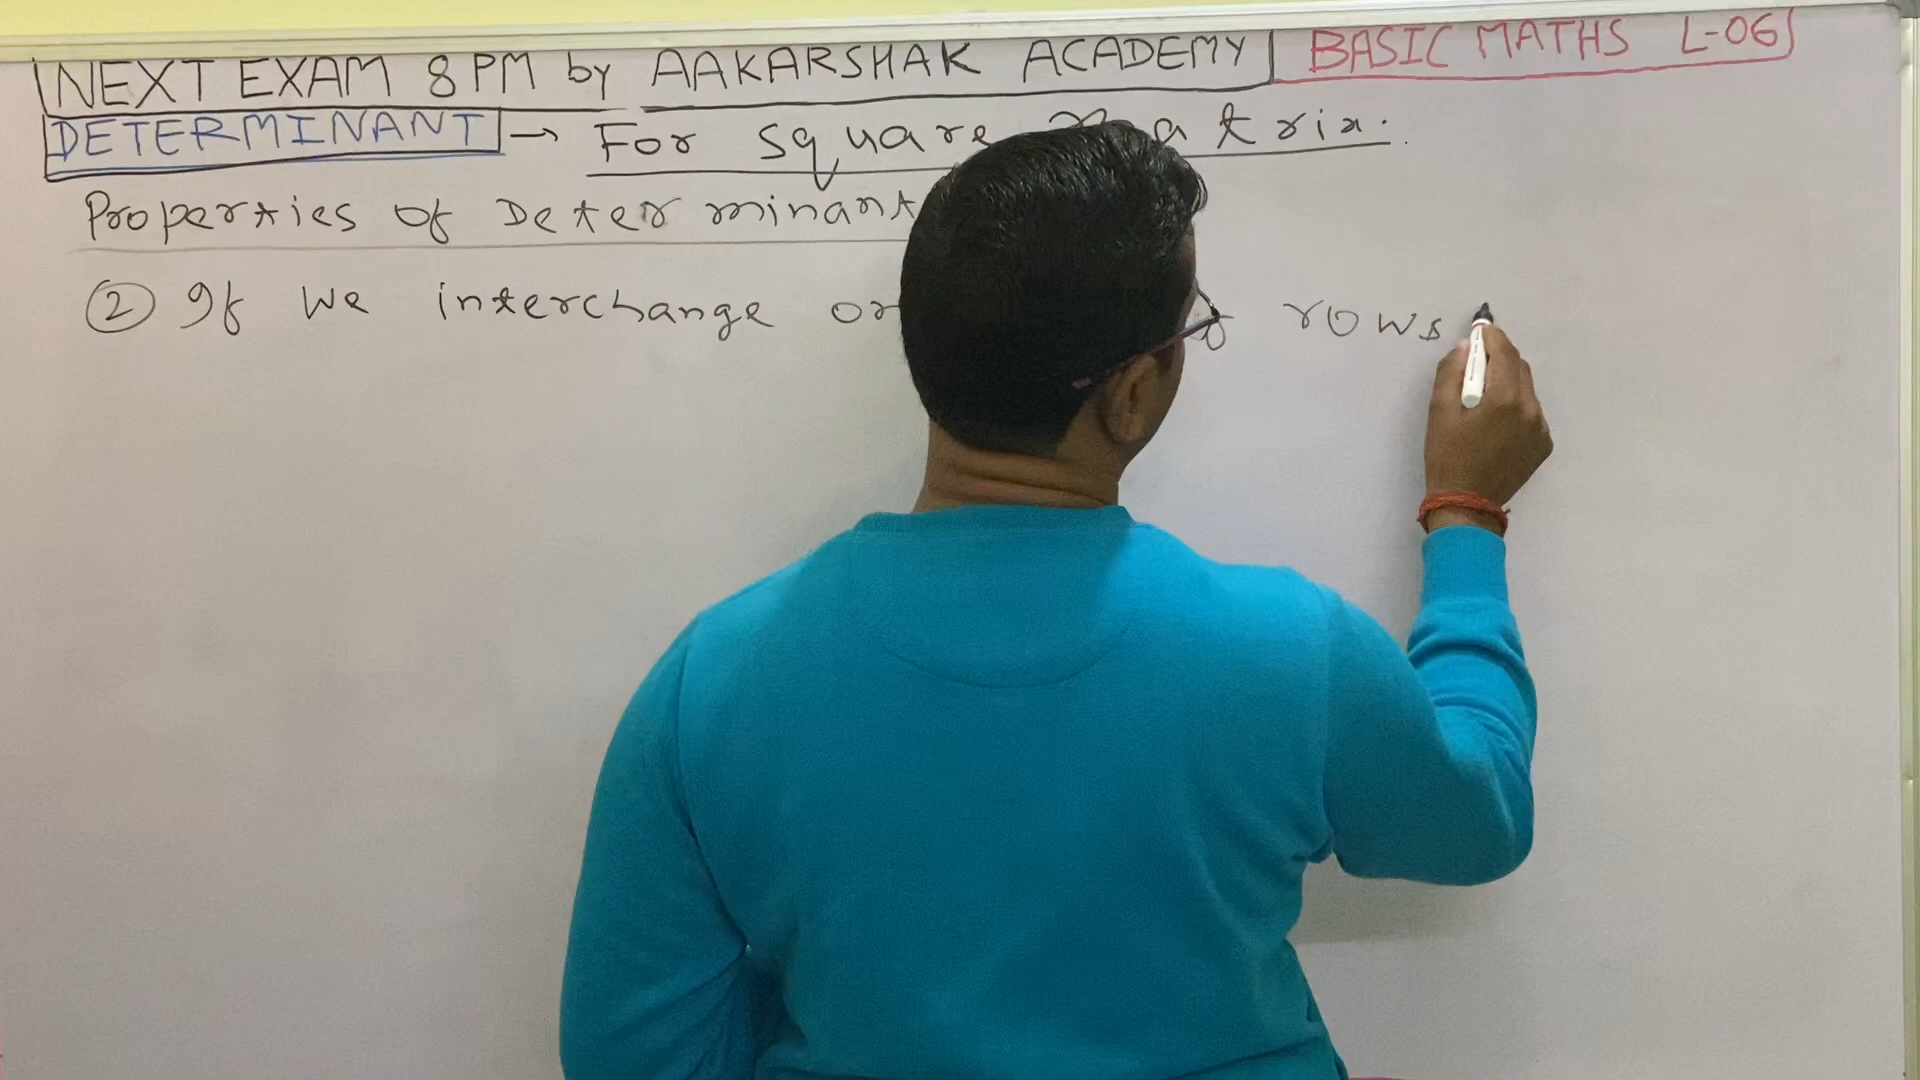 NEXT EXAM 8 PM by AAKARSHAK ACADEMY BASIC MATHS L-06
DETERMINANT → For square matrix.
Properties of Determinant
② If we interchange rows